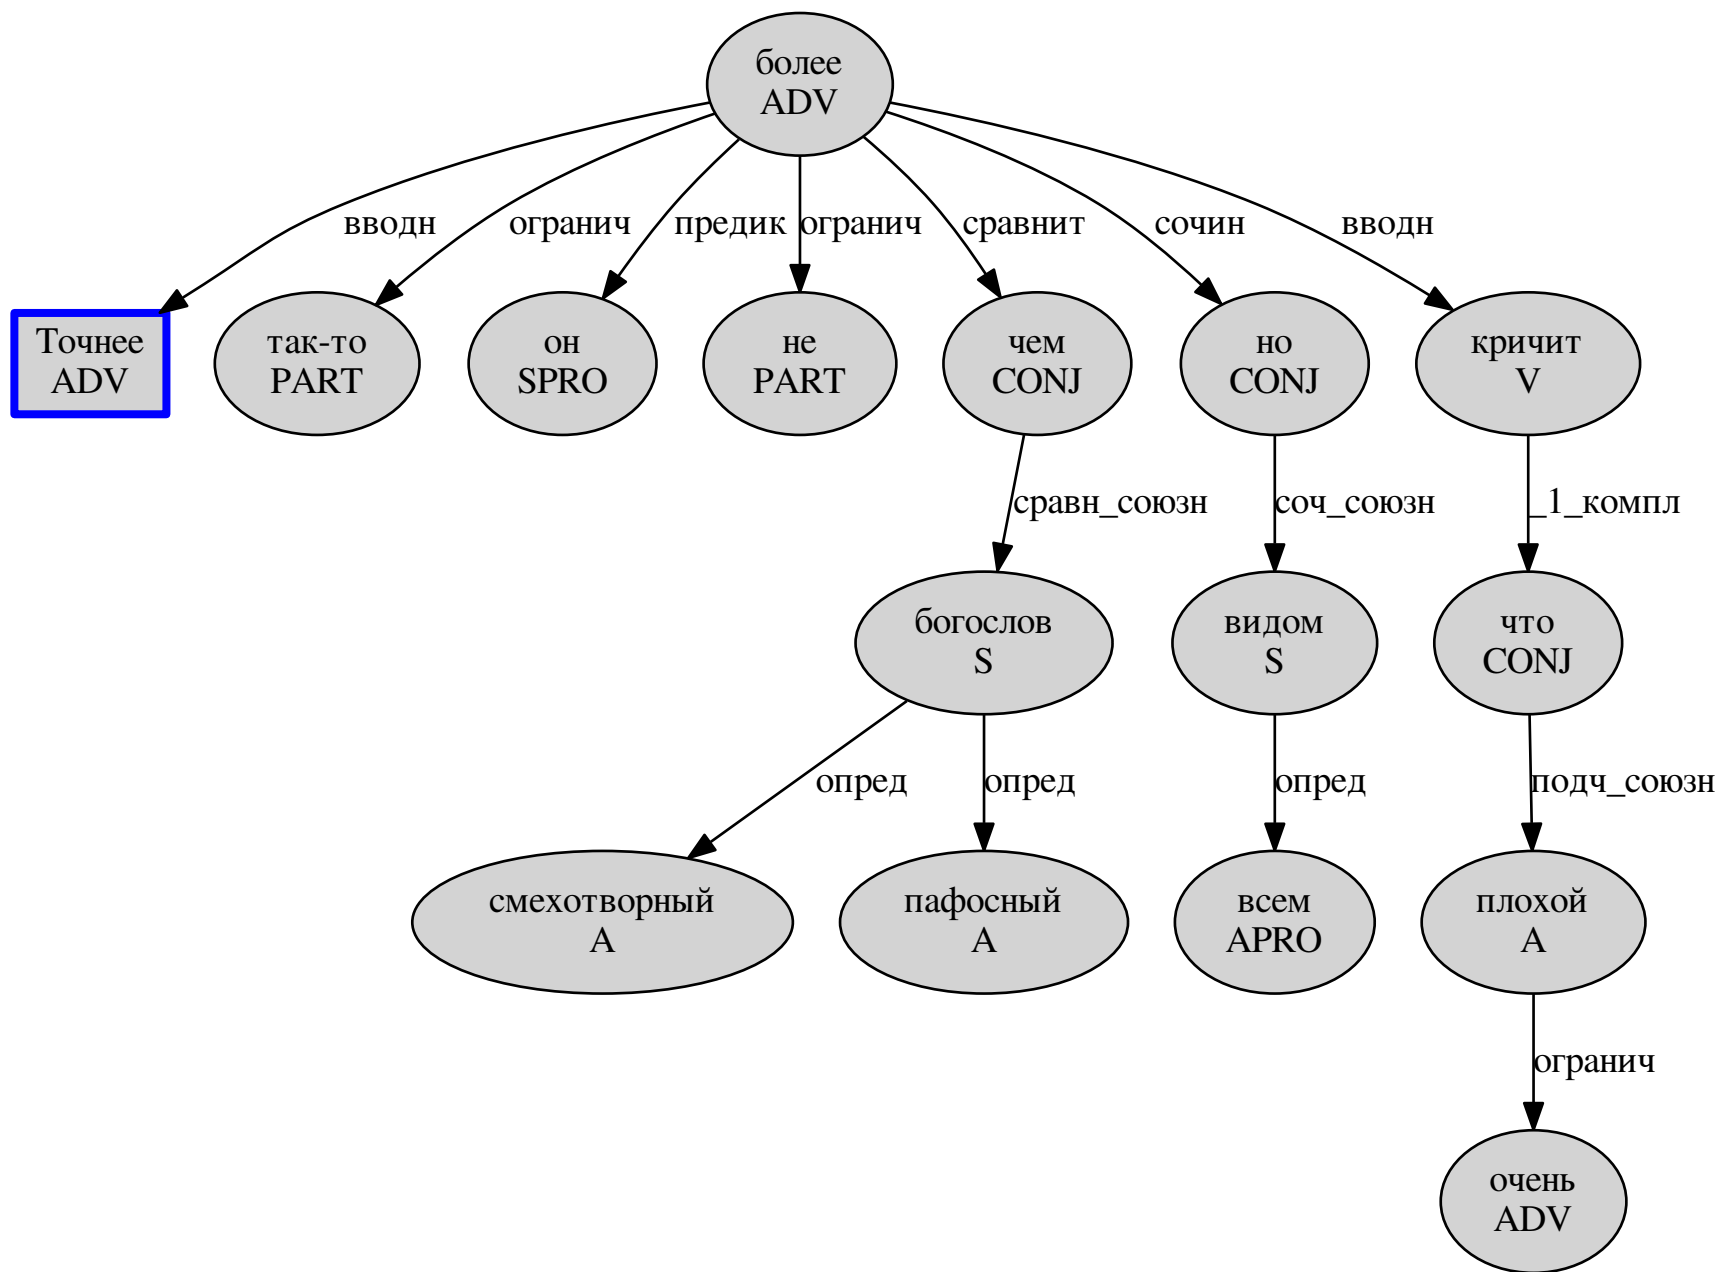 более
ADV
вводн
огранич
предик
огранич
сравнит
сочин
вводн
Точнее
ADV
так-то
PART
он
SPRO
не
PART
чем
CONJ
но
CONJ
кричит
V
сравн_союзн
соч_союзн
_1_компл
богослов
S
видом
S
что
CONJ
опред
опред
опред
подч_союзн
смехотворный
A
пафосный
A
всем
APRO
плохой
A
огранич
очень
ADV